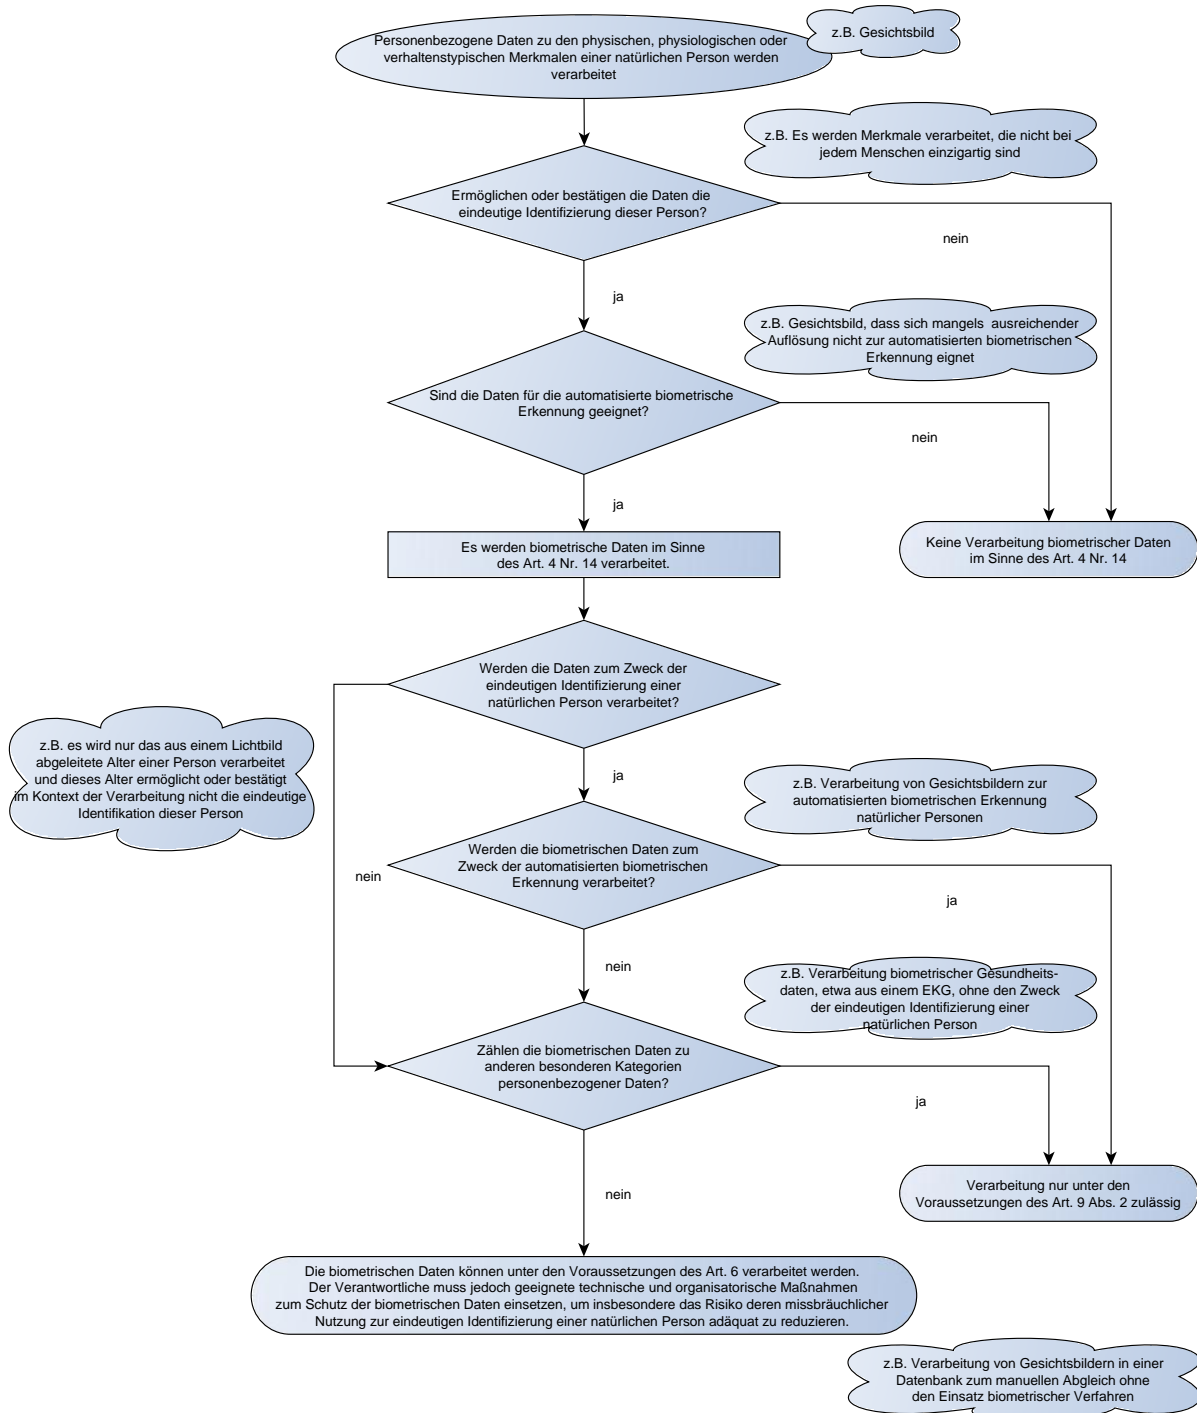 Personenbezogene Daten zu den physischen, physiologischen oder
verhaltenstypischen Merkmalen einer natürlichen Person werden
verarbeitet
z.B. Gesichtsbild
z.B. Es werden Merkmale verarbeitet, die nicht bei
jedem Menschen einzigartig sind
Ermöglichen oder bestätigen die Daten die
eindeutige Identifizierung dieser Person?
nein
ja
z.B. Gesichtsbild, dass sich mangels ausreichender
Auflösung nicht zur automatisierten biometrischen
Erkennung eignet
Sind die Daten für die automatisierte biometrische
Erkennung geeignet?
nein
ja
Es werden biometrische Daten im Sinne
des Art. 4 Nr. 14 verarbeitet.
Keine Verarbeitung biometrischer Daten
im Sinne des Art. 4 Nr. 14
Werden die Daten zum Zweck der
eindeutigen Identifizierung einer
natürlichen Person verarbeitet?
z.B. es wird nur das aus einem Lichtbild
abgeleitete Alter einer Person verarbeitet
und dieses Alter ermöglicht oder bestätigt
im Kontext der Verarbeitung nicht die eindeutige
Identifikation dieser Person
ja
z.B. Verarbeitung von Gesichtsbildern zur
automatisierten biometrischen Erkennung
natürlicher Personen
Werden die biometrischen Daten zum
Zweck der automatisierten biometrischen
Erkennung verarbeitet?
nein
ja
nein
z.B. Verarbeitung biometrischer Gesundheits-
daten, etwa aus einem EKG, ohne den Zweck
der eindeutigen Identifizierung einer
natürlichen Person
Zählen die biometrischen Daten zu
anderen besonderen Kategorien
personenbezogener Daten?
ja
nein
Verarbeitung nur unter den
Voraussetzungen des Art. 9 Abs. 2 zulässig
Die biometrischen Daten können unter den Voraussetzungen des Art. 6 verarbeitet werden.
Der Verantwortliche muss jedoch geeignete technische und organisatorische Maßnahmen
zum Schutz der biometrischen Daten einsetzen, um insbesondere das Risiko deren missbräuchlicher
Nutzung zur eindeutigen Identifizierung einer natürlichen Person adäquat zu reduzieren.
z.B. Verarbeitung von Gesichtsbildern in einer
Datenbank zum manuellen Abgleich ohne
den Einsatz biometrischer Verfahren